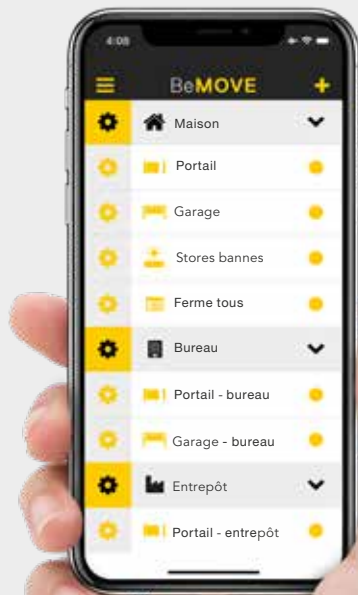 4:08
BeMOVE
Maison
Portail
Garage
Stores bannes
Ferme tous
Bureau
Portail - bureau
Garage - bureau
Entrepôt
Portail - entrepôt